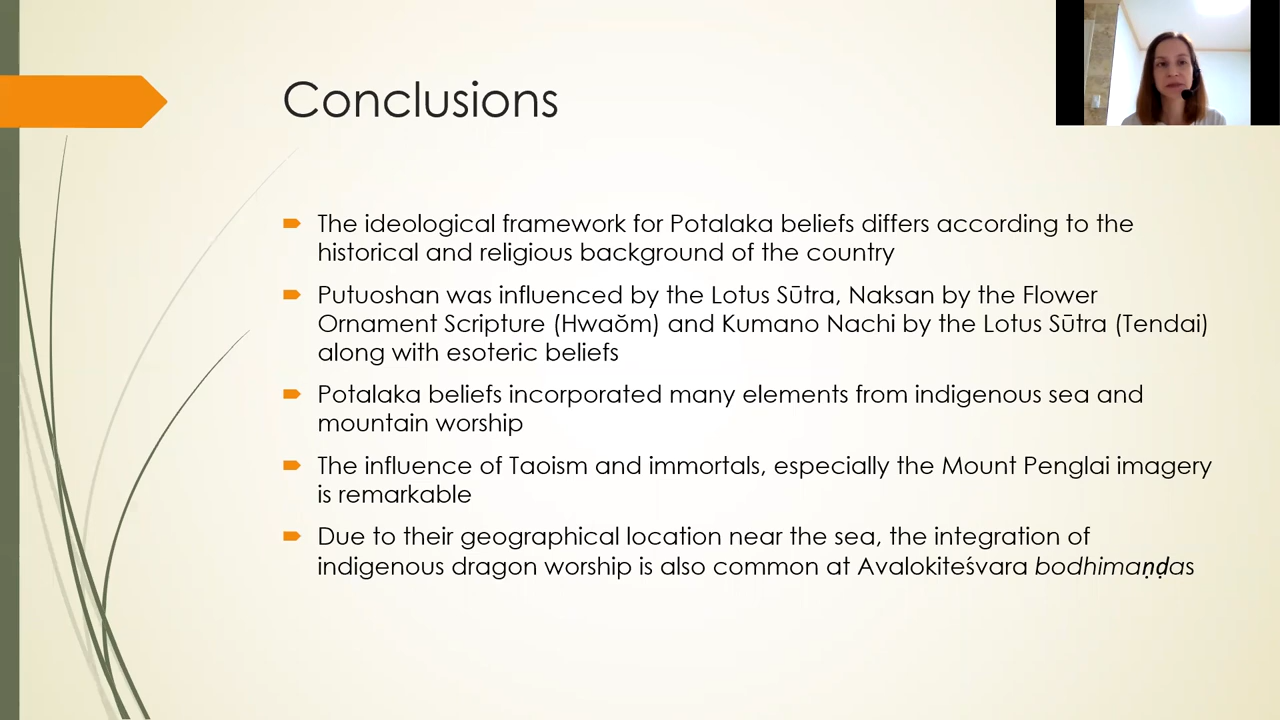 Conclusions
The ideological framework for Potalaka beliefs differs according to the
historical and religious background of the country
Putuoshan was influenced by the Lotus Sūtra, Naksan by the Flower
Ornament Scripture (Hwaŏm) and Kumano Nachi by the Lotus Sūtra (Tendai)
along with esoteric beliefs
Potalaka beliefs incorporated many elements from indigenous sea and
mountain worship
The influence of Taoism and immortals, especially the Mount Penglai imagery
is remarkable
Due to their geographical location near the sea, the integration of
indigenous dragon worship is also common at Avalokiteśvara bodhimaṇḍas